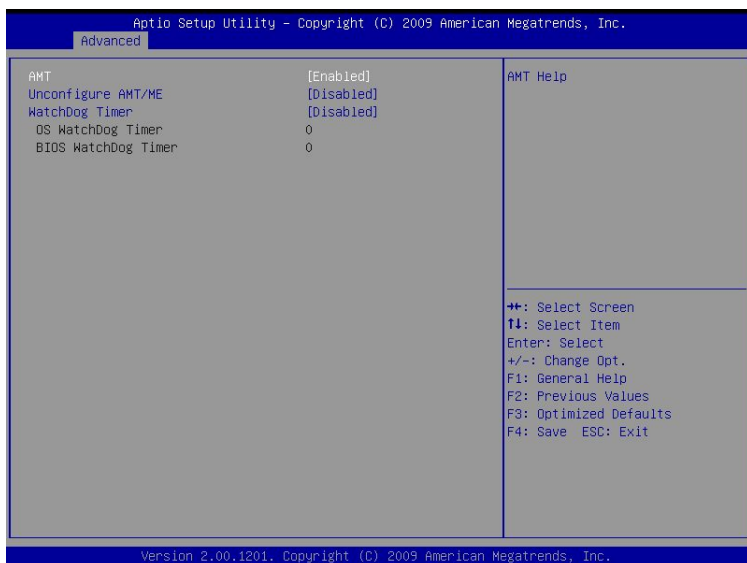 Aptio Setup Utility – Copyright (C) 2009 American Megatrends, Inc.
Advanced
AMT [Enabled]
Unconfigure AMT/ME [Disabled]
WatchDog Timer [Disabled]
OS WatchDog Timer 0
BIOS WatchDog Timer 0
AMT Help
→←: Select Screen
↑↓: Select Item
Enter: Select
+/-: Change Opt.
F1: General Help
F2: Previous Values
F3: Optimized Defaults
F4: Save ESC: Exit
Version 2.00.1201. Copyright (C) 2009 American Megatrends, Inc.